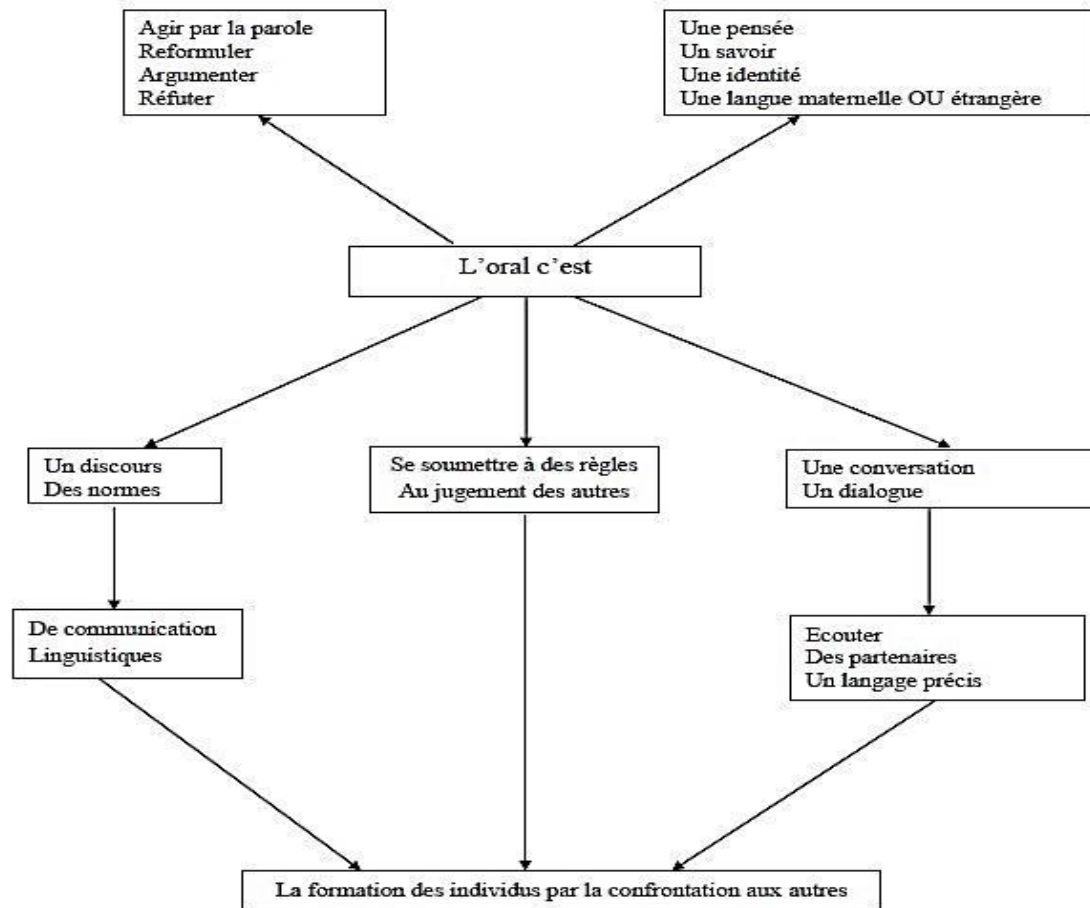 Agir par la parole
Reformuler
Argumenter
Réfuter
Une pensée
Un savoir
Une identité
Une langue maternelle OU étrangère
L'oral c'est
Un discours
Des normes
Se soumettre à des règles
Au jugement des autres
Une conversation
Un dialogue
De communication
Linguistiques
Ecouter
Des partenaires
Un langage précis
La formation des individus par la confrontation aux autres